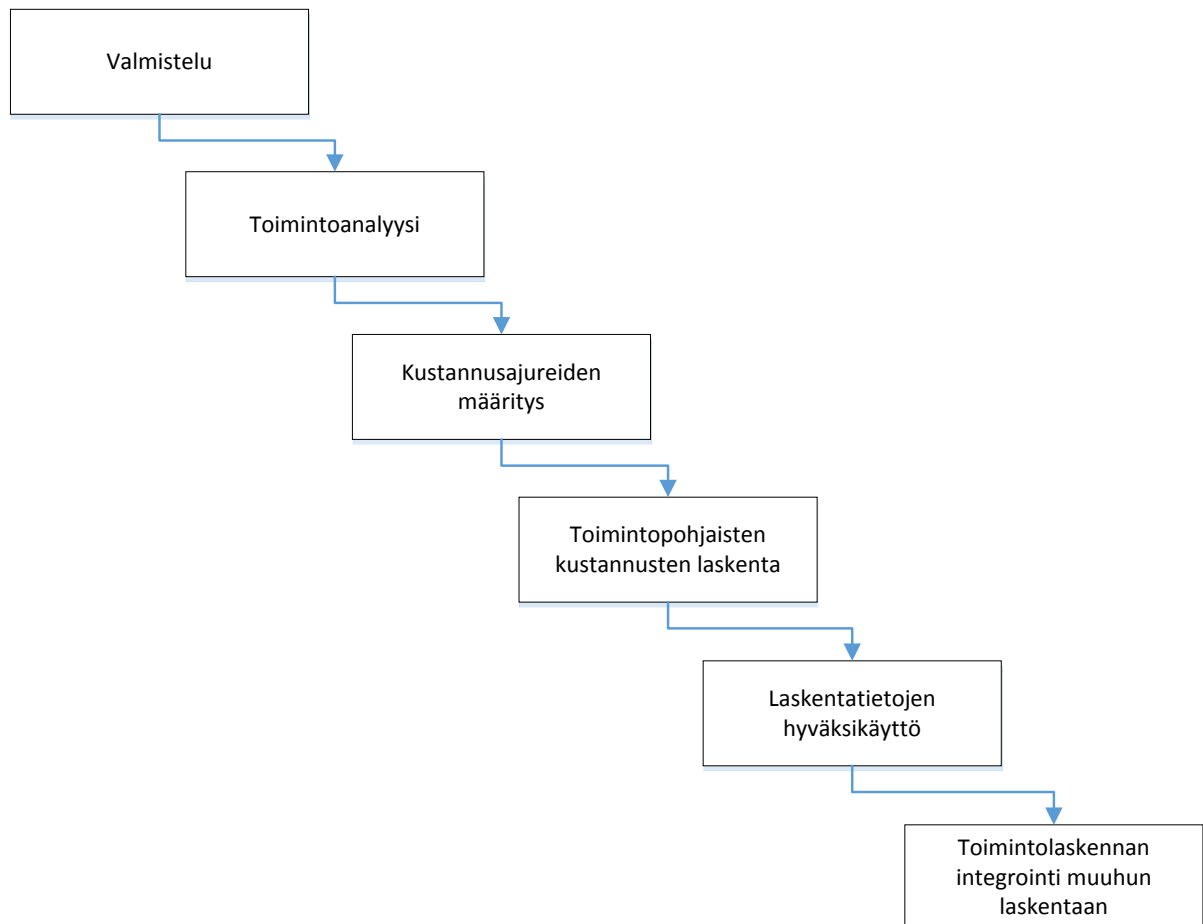 Valmistelu
Toimintoanalyysi
Kustannusajureiden
määritys
Toimintopohjaisten
kustannusten laskenta
Laskentatietojen
hyväksikäyttö
Toimintolaskennan
integrointi muuhun
laskentaan